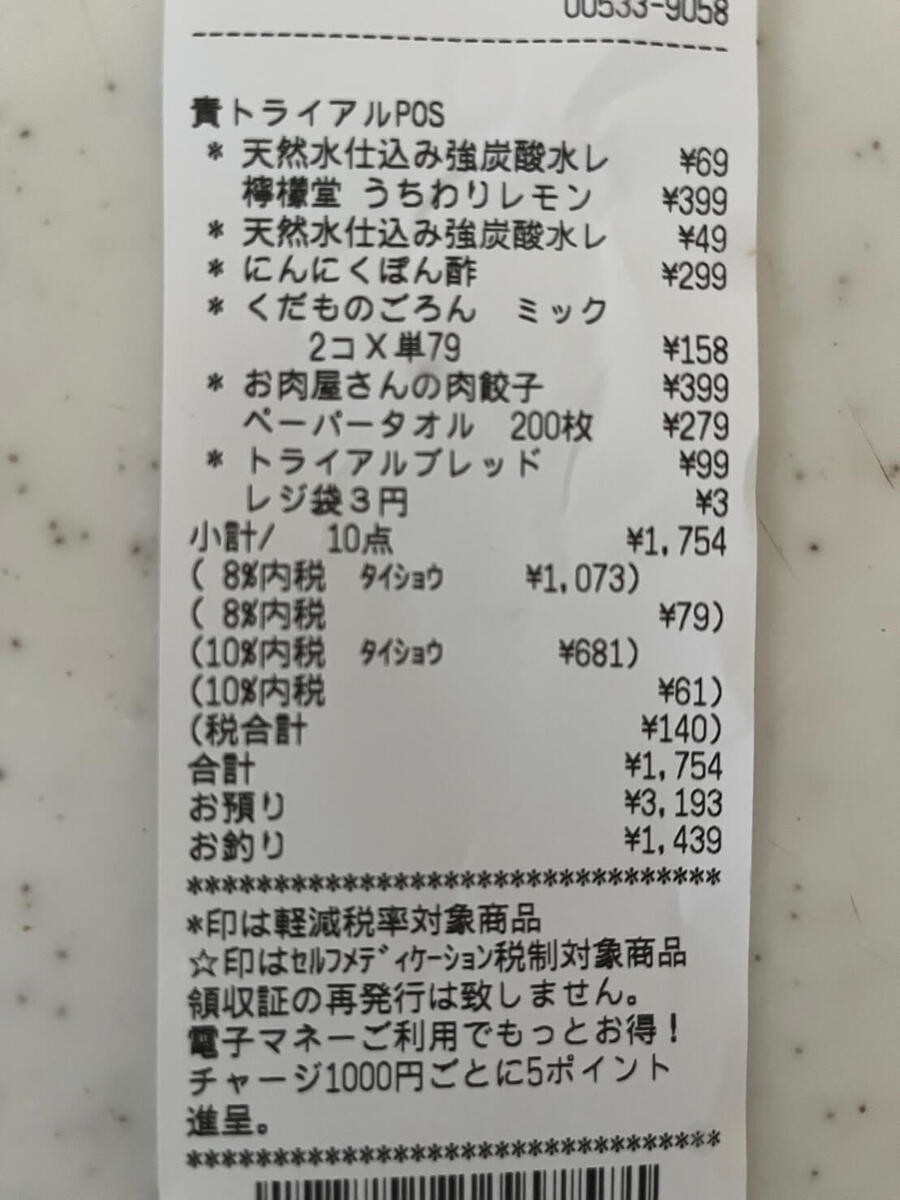 00533-9058
責トライアルPOS
* 天然水仕込み強炭酸水レ ¥69
檸檬堂 うちわりレモン ¥399
* 天然水仕込み強炭酸水レ ¥49
* にんにくぽん酢 ¥299
* くだものごろん ミック
2コX単79 ¥158
* お肉屋さんの肉餃子 ¥399
ペーパータオル 200枚 ¥279
* トライアルブレッド ¥99
レジ袋3円 ¥3
小計/ 10点 ¥1,754
( 8%内税 タイショウ ¥1,073)
( 8%内税 ¥79)
(10%内税 タイショウ ¥681)
(10%内税 ¥61)
(税合計 ¥140)
合計 ¥1,754
お預り ¥3,193
お釣り ¥1,439
********************************
*印は軽減税率対象商品
☆印はセルフメディケーション税制対象商品
領収証の再発行は致しません。
電子マネーご利用でもっとお得!
チャージ1000円ごとに5ポイント
進呈。
********************************